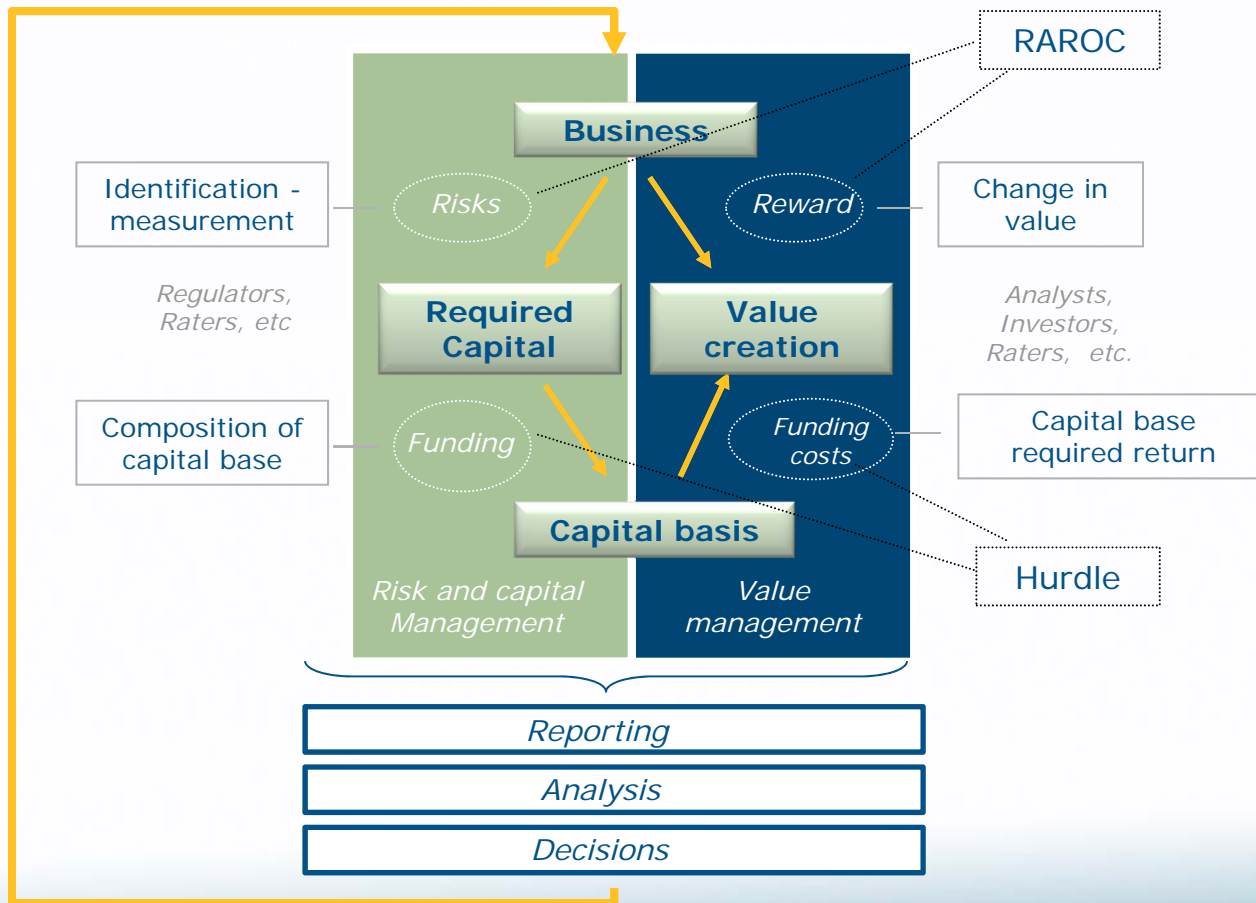 RAROC
Business
Identification -
measurement
Risks
Reward
Change in
value
Regulators,
Raters, etc
Required
Capital
Value
creation
Analysts,
Investors,
Raters, etc.
Composition of
capital base
Funding
Funding
costs
Capital base
required return
Capital basis
Hurdle
Risk and capital
Management
Value
management
Reporting
Analysis
Decisions